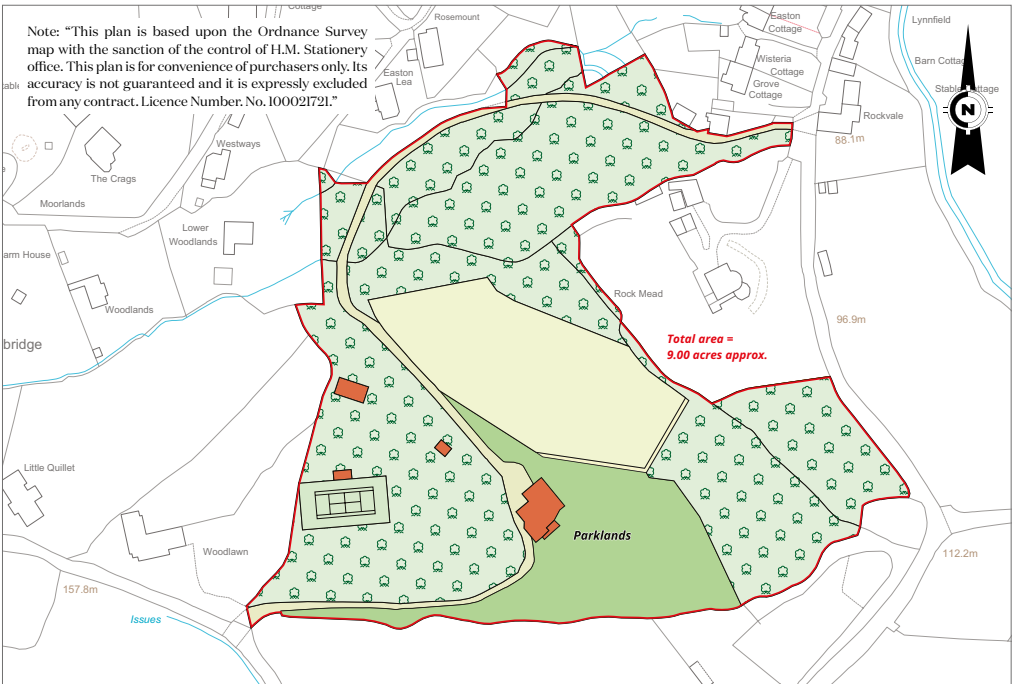 Note: “This plan is based upon the Ordnance Survey
map with the sanction of the control of H.M. Stationery
office. This plan is for convenience of purchasers only. Its
accuracy is not guaranteed and it is expressly excluded
from any contract. Licence Number. No. 100021721.”
Cottage
Rosemount
Easton
Cottage
Lynnfield
Wisteria
Cottage
Barn Cottage
Easton
Lea
Grove
Cottage
Stable Cottage
N
Rockvale
88.1m
Westways
The Crags
Moorlands
Lower
Woodlands
arm House
Woodlands
Rock Mead
bridge
96.9m
Total area =
9.00 acres approx.
Little Quillet
Parklands
Woodlawn
112.2m
157.8m
Issues